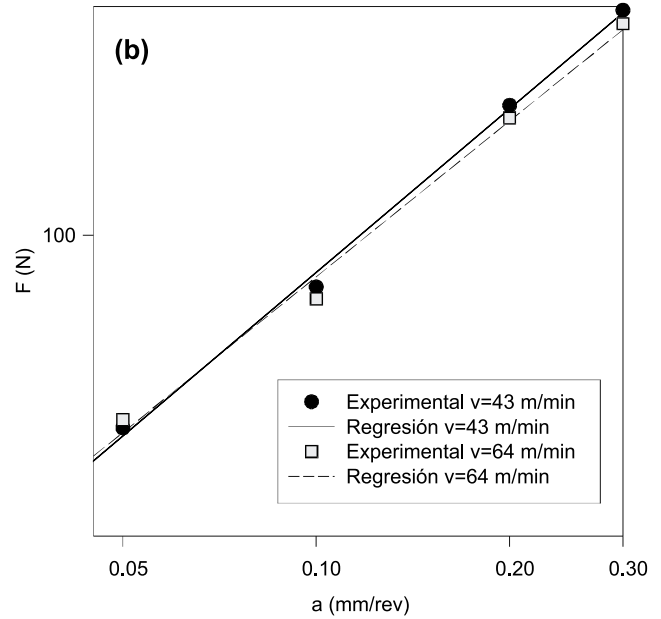 (b)
100
F (N)
Experimental v=43 m/min
Regresión v=43 m/min
Experimental v=64 m/min
Regresión v=64 m/min
0.05 0.10 0.20 0.30
a (mm/rev)